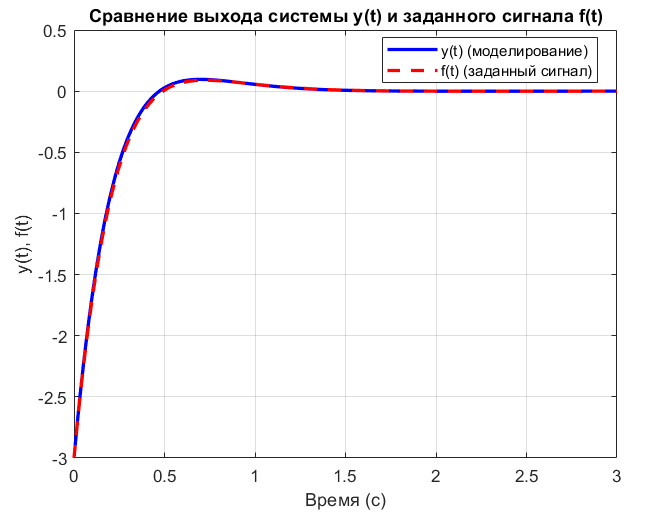 Сравнение выхода системы y(t) и заданного сигнала f(t)
y(t) (моделирование)
f(t) (заданный сигнал)
0.5
0
-0.5
-1
-1.5
-2
-2.5
-3
y(t), f(t)
0 0.5 1 1.5 2 2.5 3
Время (с)